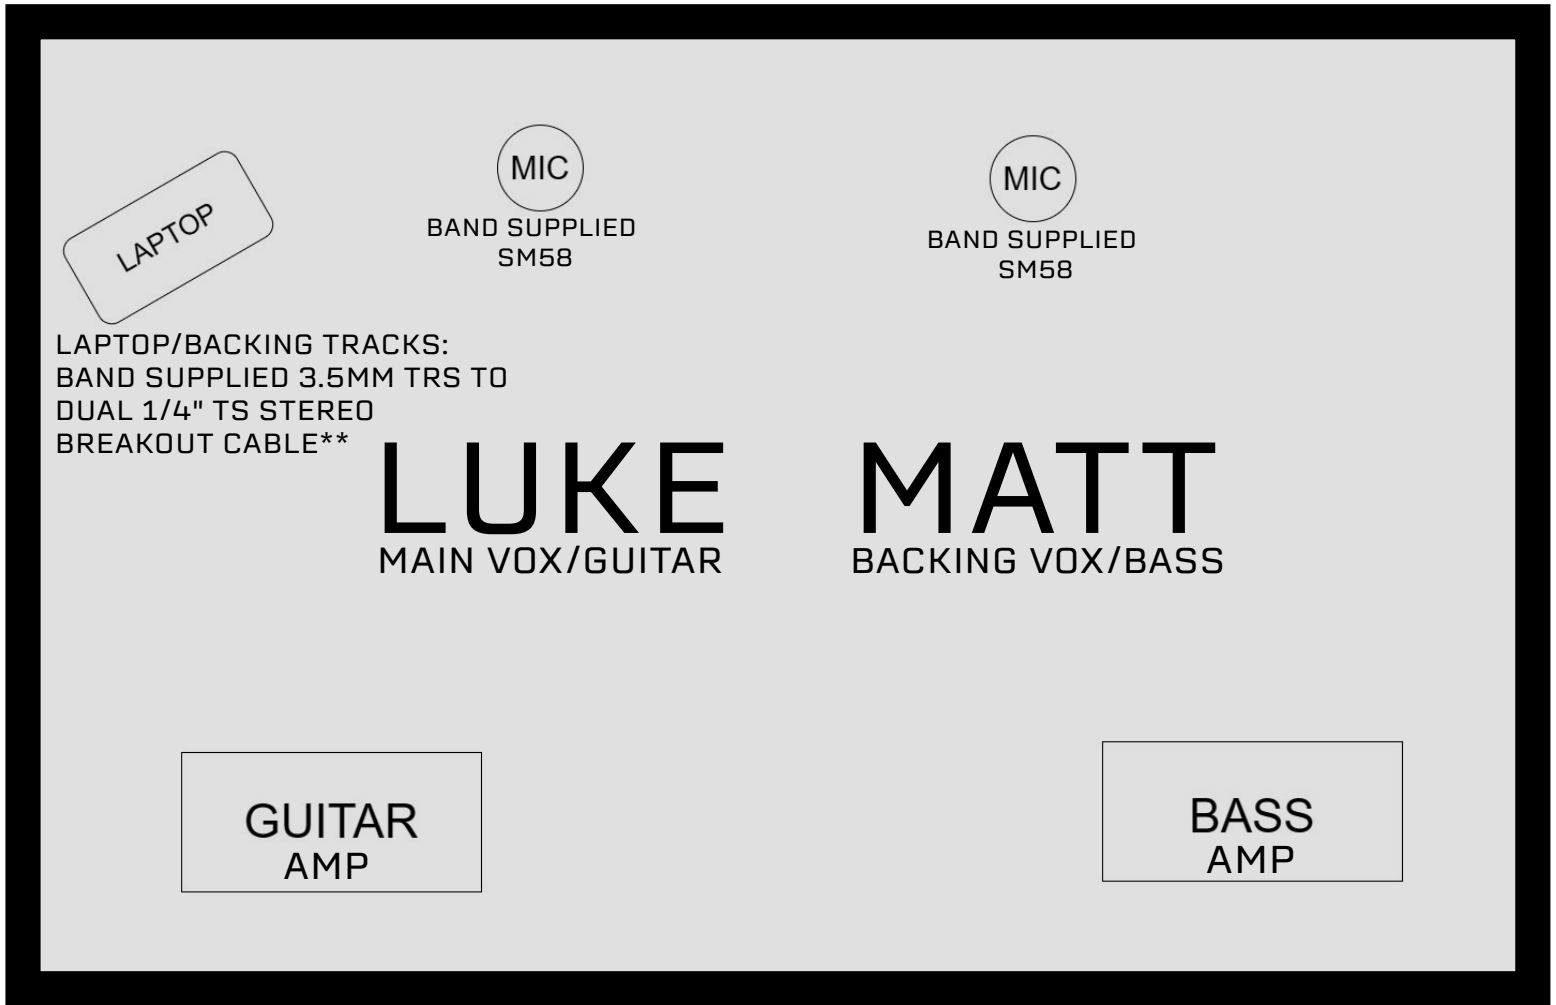 MIC
BAND SUPPLIED
SM58
MIC
BAND SUPPLIED
SM58
LAPTOP
LAPTOP/BACKING TRACKS:
BAND SUPPLIED 3.5MM TRS TO
DUAL 1/4" TS STEREO
BREAKOUT CABLE**
LUKE
MAIN VOX/GUITAR
MATT
BACKING VOX/BASS
GUITAR
AMP
BASS
AMP